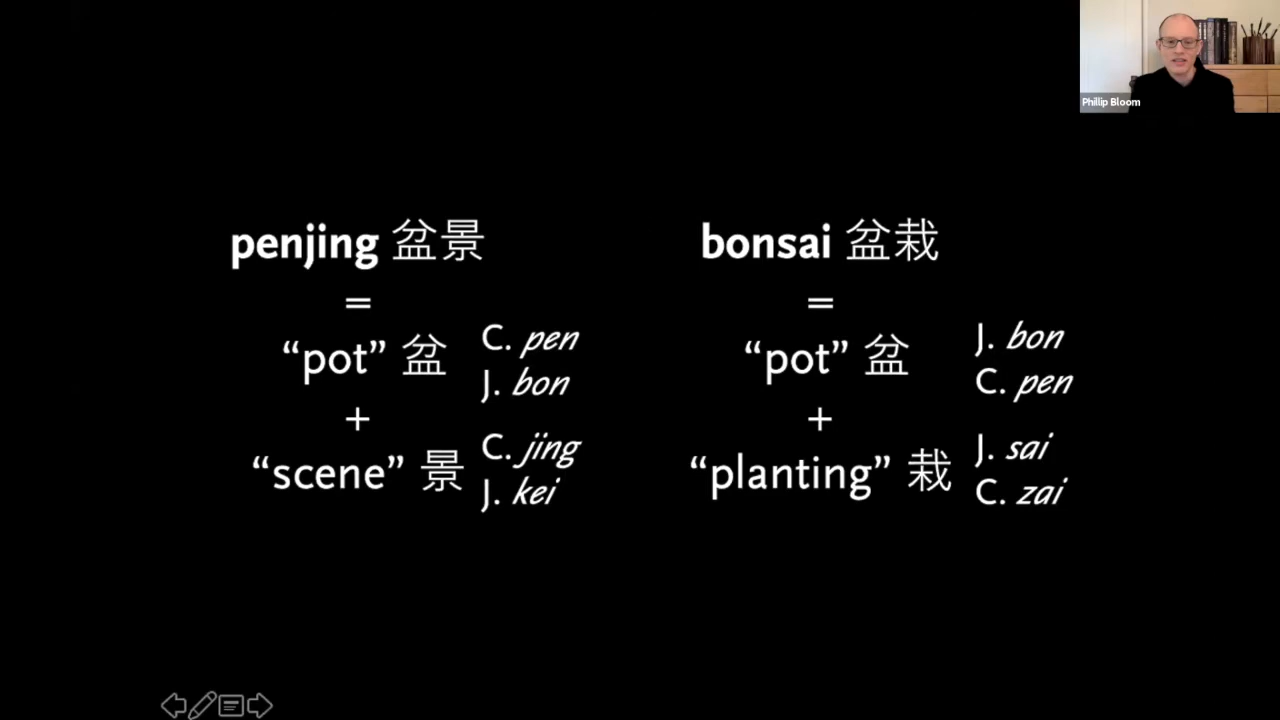 Phillip Bloom
penjing 盆景
=
“pot” 盆
C. pen
J. bon
+
“scene” 景
C. jing
J. kei
bonsai 盆栽
=
“pot” 盆
J. bon
C. pen
+
“planting” 栽
J. sai
C. zai